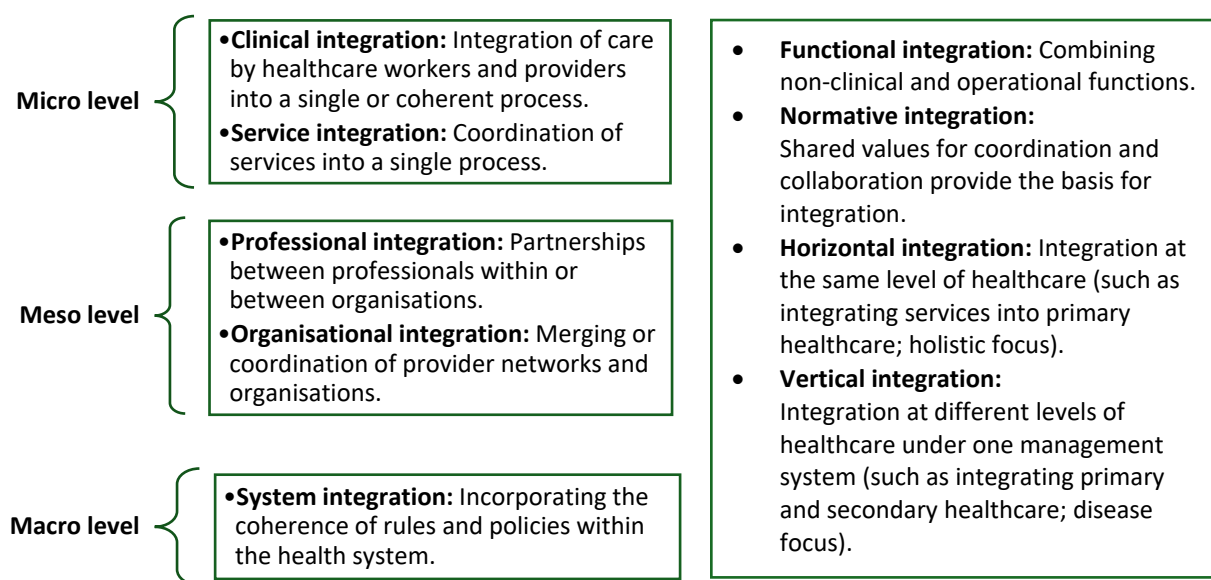 Micro level
•Clinical integration: Integration of care
by healthcare workers and providers
into a single or coherent process.
•Service integration: Coordination of
services into a single process.
Meso level
•Professional integration: Partnerships
between professionals within or
between organisations.
•Organisational integration: Merging or
coordination of provider networks and
organisations.
Macro level
•System integration: Incorporating the
coherence of rules and policies within
the health system.
• Functional integration: Combining
non-clinical and operational functions.
• Normative integration:
Shared values for coordination and
collaboration provide the basis for
integration.
• Horizontal integration: Integration at
the same level of healthcare (such as
integrating services into primary
healthcare; holistic focus).
• Vertical integration:
Integration at different levels of
healthcare under one management
system (such as integrating primary
and secondary healthcare; disease
focus).